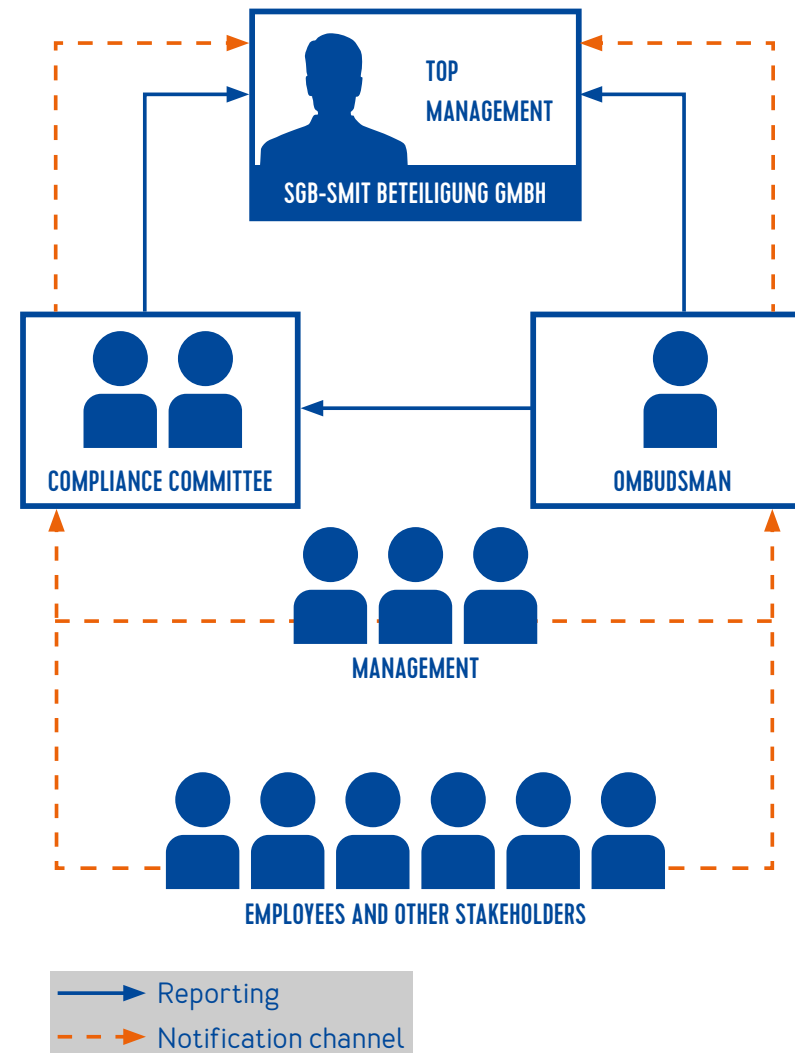 TOP
MANAGEMENT
SGB-SMIT BETEILIGUNG GMBH
COMPLIANCE COMMITTEE
OMBUDSMAN
MANAGEMENT
EMPLOYEES AND OTHER STAKEHOLDERS
Reporting
Notification channel